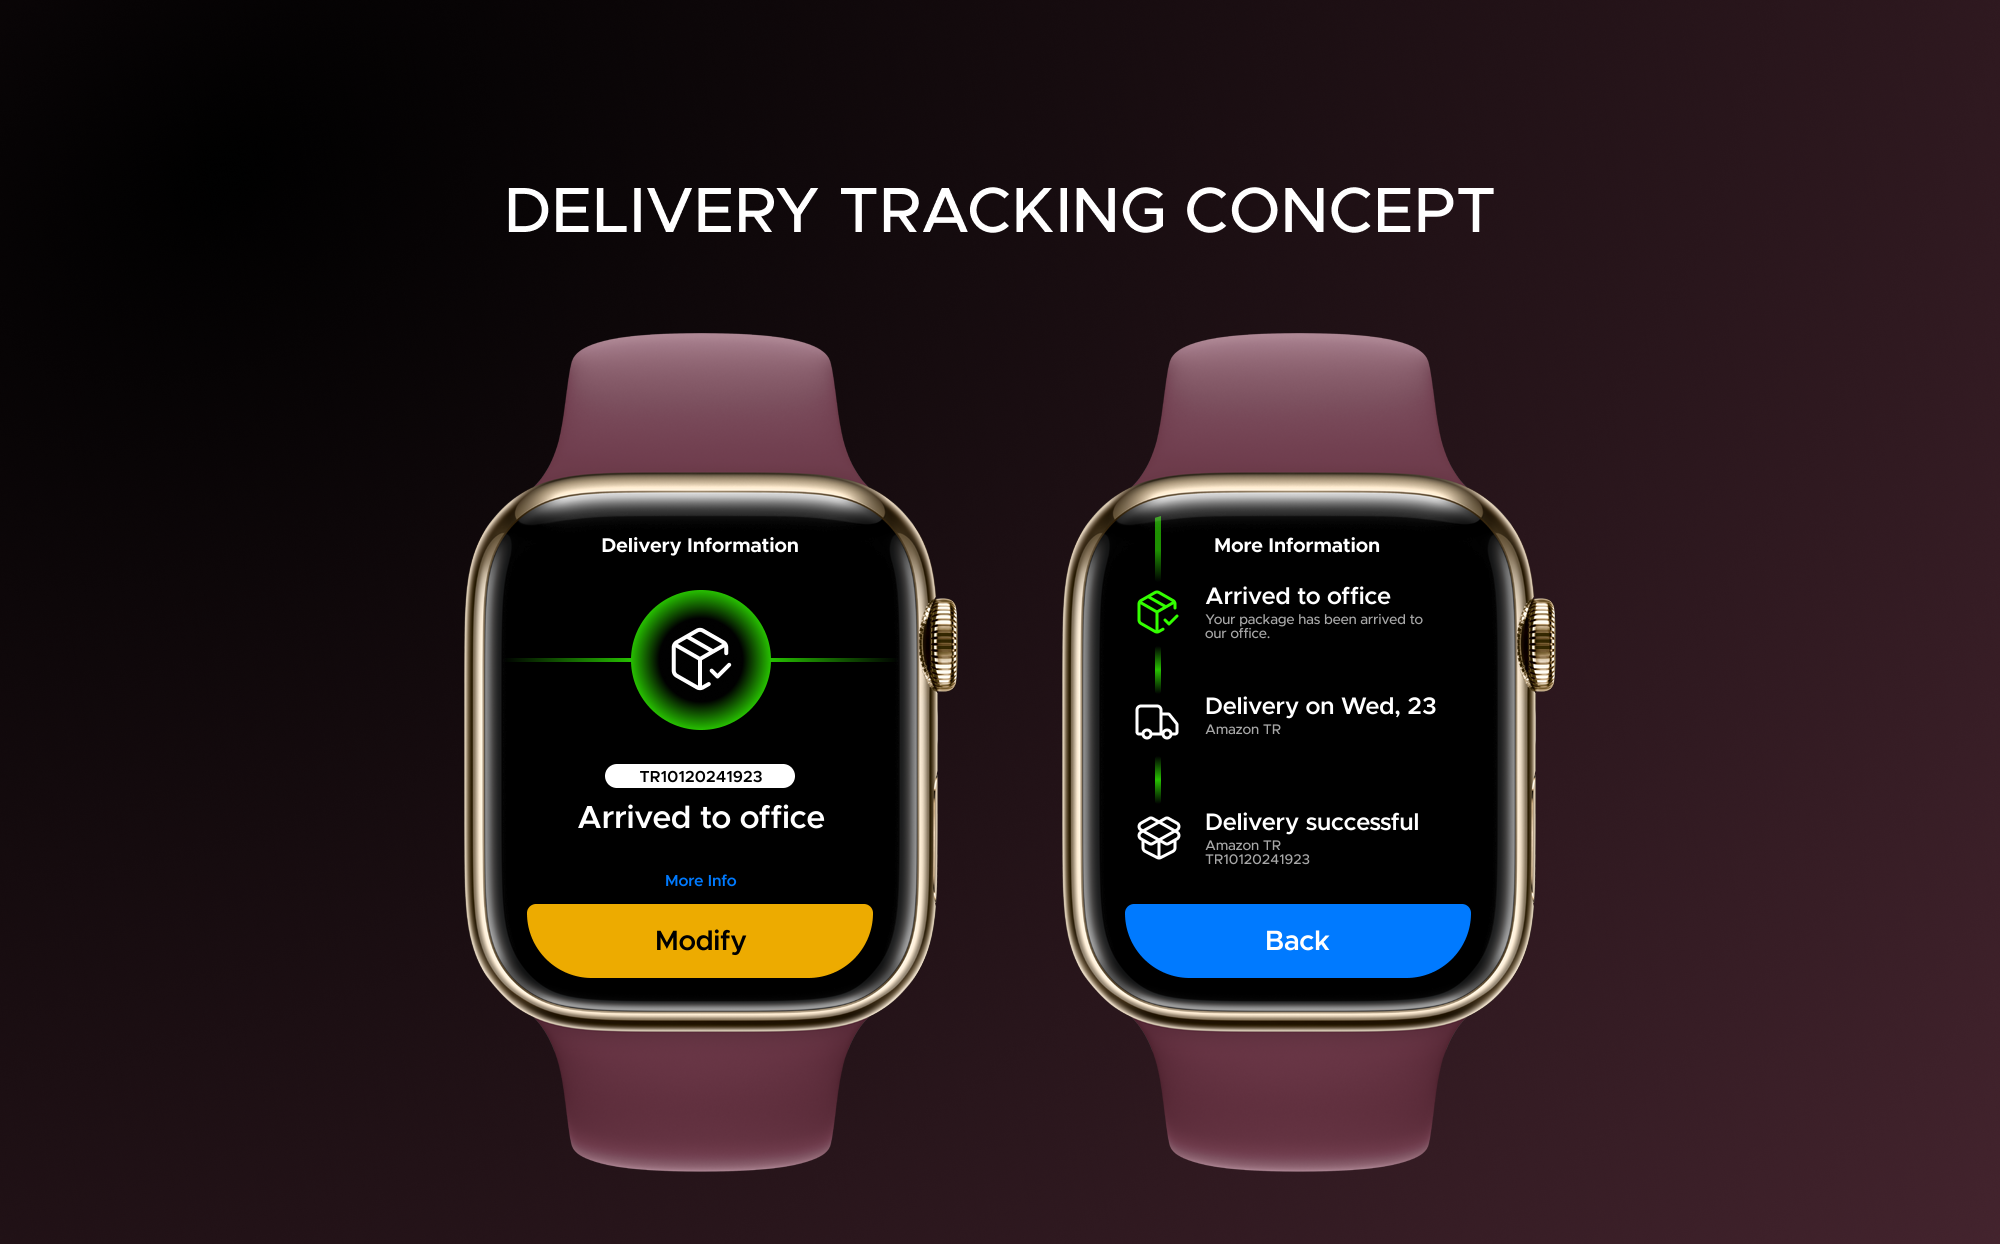 DELIVERY TRACKING CONCEPT
Delivery Information
TR10120241923
Arrived to office
More Info
Modify
More Information
Arrived to office
Your package has been arrived to
our office.
Delivery on Wed, 23
Amazon TR
Delivery successful
Amazon TR
TR10120241923
Back